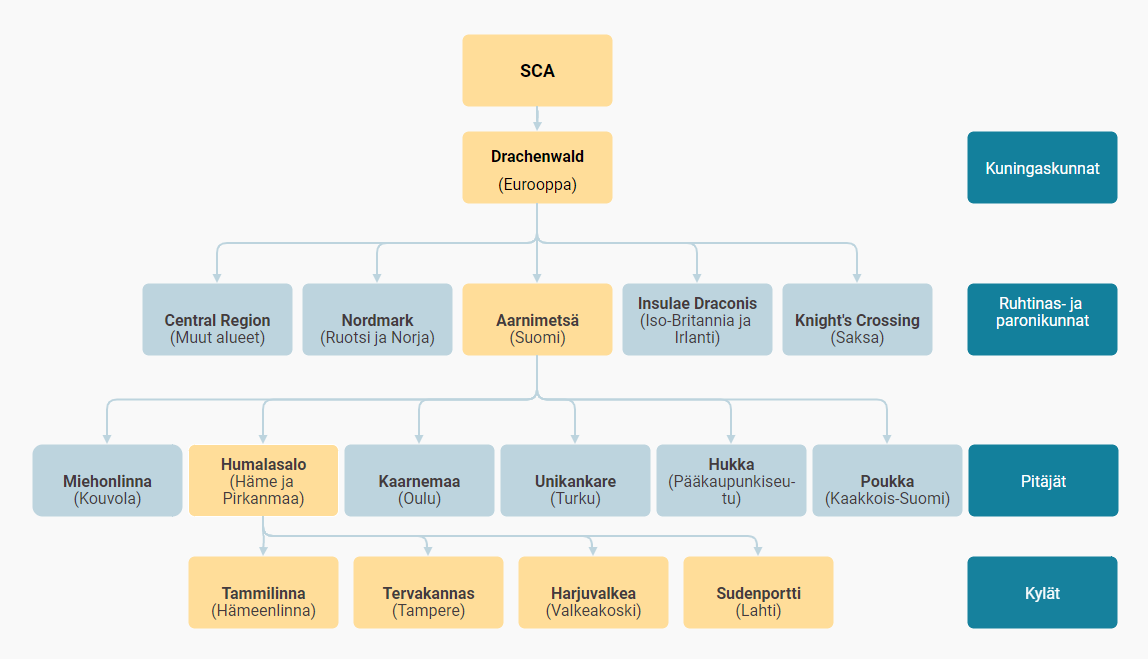 SCA
Drachenwald
(Eurooppa)
Kuningaskunnat
Central Region
(Muut alueet)
Nordmark
(Ruotsi ja Norja)
Aarnimetsä
(Suomi)
Insulae Draconis
(Iso-Britannia ja
Irlanti)
Knight's Crossing
(Saksa)
Ruhtinas- ja
paronikunnat
Miehonlinna
(Kouvola)
Humalasalo
(Häme ja
Pirkanmaa)
Kaarnemaa
(Oulu)
Unikankare
(Turku)
Hukka
(Pääkaupunkiseu-
tu)
Poukka
(Kaakkois-Suomi)
Pitäjät
Tammilinna
(Hämeenlinna)
Tervakannas
(Tampere)
Harjuvalkea
(Valkeakoski)
Sudenportti
(Lahti)
Kylät